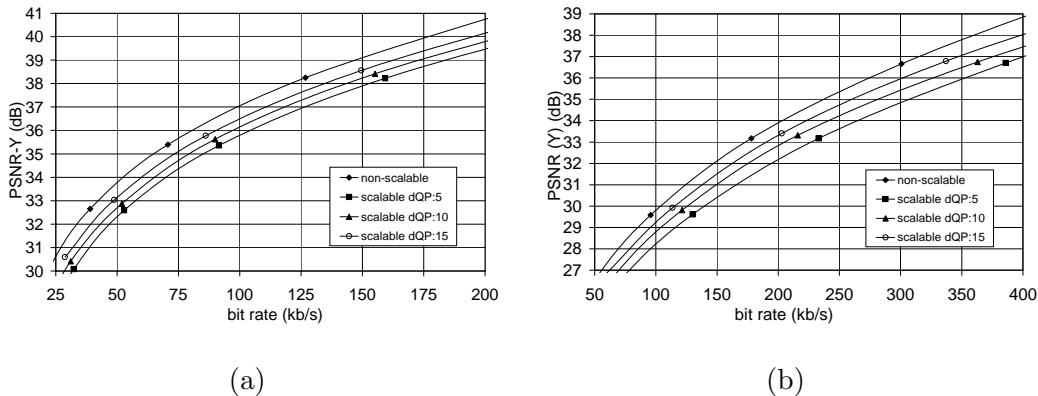 41
40
39
38
37
36
35
34
33
32
31
30
PSNR-Y (dB)
25 50 75 100 125 150 175 200
bit rate (kb/s)
non-scalable
scalable dQP:5
scalable dQP:10
scalable dQP:15
(a)
39
38
37
36
35
34
33
32
31
30
29
28
27
PSNR (Y) (dB)
50 100 150 200 250 300 350 400
bit rate (kb/s)
non-scalable
scalable dQP:5
scalable dQP:10
scalable dQP:15
(b)